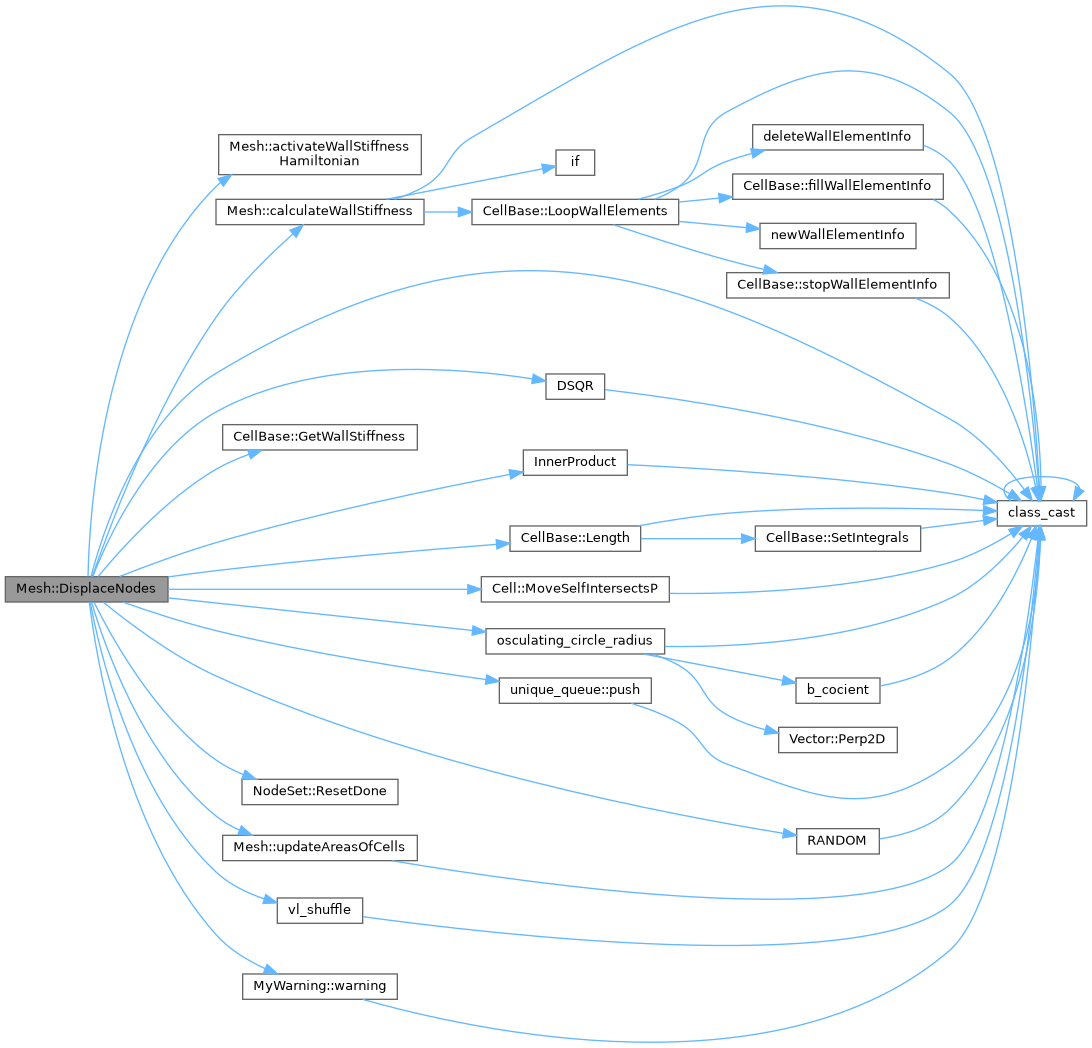 Mesh::activateWallStiffness
Hamiltonian
deleteWallElementInfo
if
CellBase::fillWallElementInfo
Mesh::calculateWallStiffness
CellBase::LoopWallElements
newWallElementInfo
CellBase::stopWallElementInfo
DSQR
CellBase::GetWallStiffness
InnerProduct
class_cast
CellBase::Length
CellBase::SetIntegrals
Mesh::DisplaceNodes
Cell::MoveSelfIntersectsP
osculating_circle_radius
unique_queue::push
b_cocient
Vector::Perp2D
NodeSet::ResetDone
RANDOM
Mesh::updateAreasOfCells
vl_shuffle
MyWarning::warning